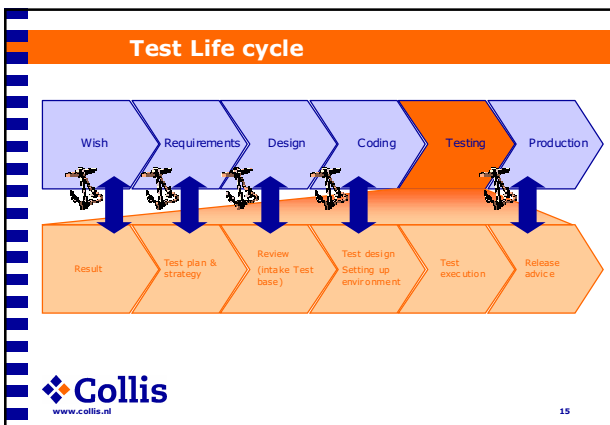 Test Life cycle
Wish
Requirements
Design
Coding
Testing
Production
Result
Test plan &
strategy
Review
(intake Test
base)
Test design
Setting up
environment
Test
execution
Release
advice
Collis
www.collis.nl
15